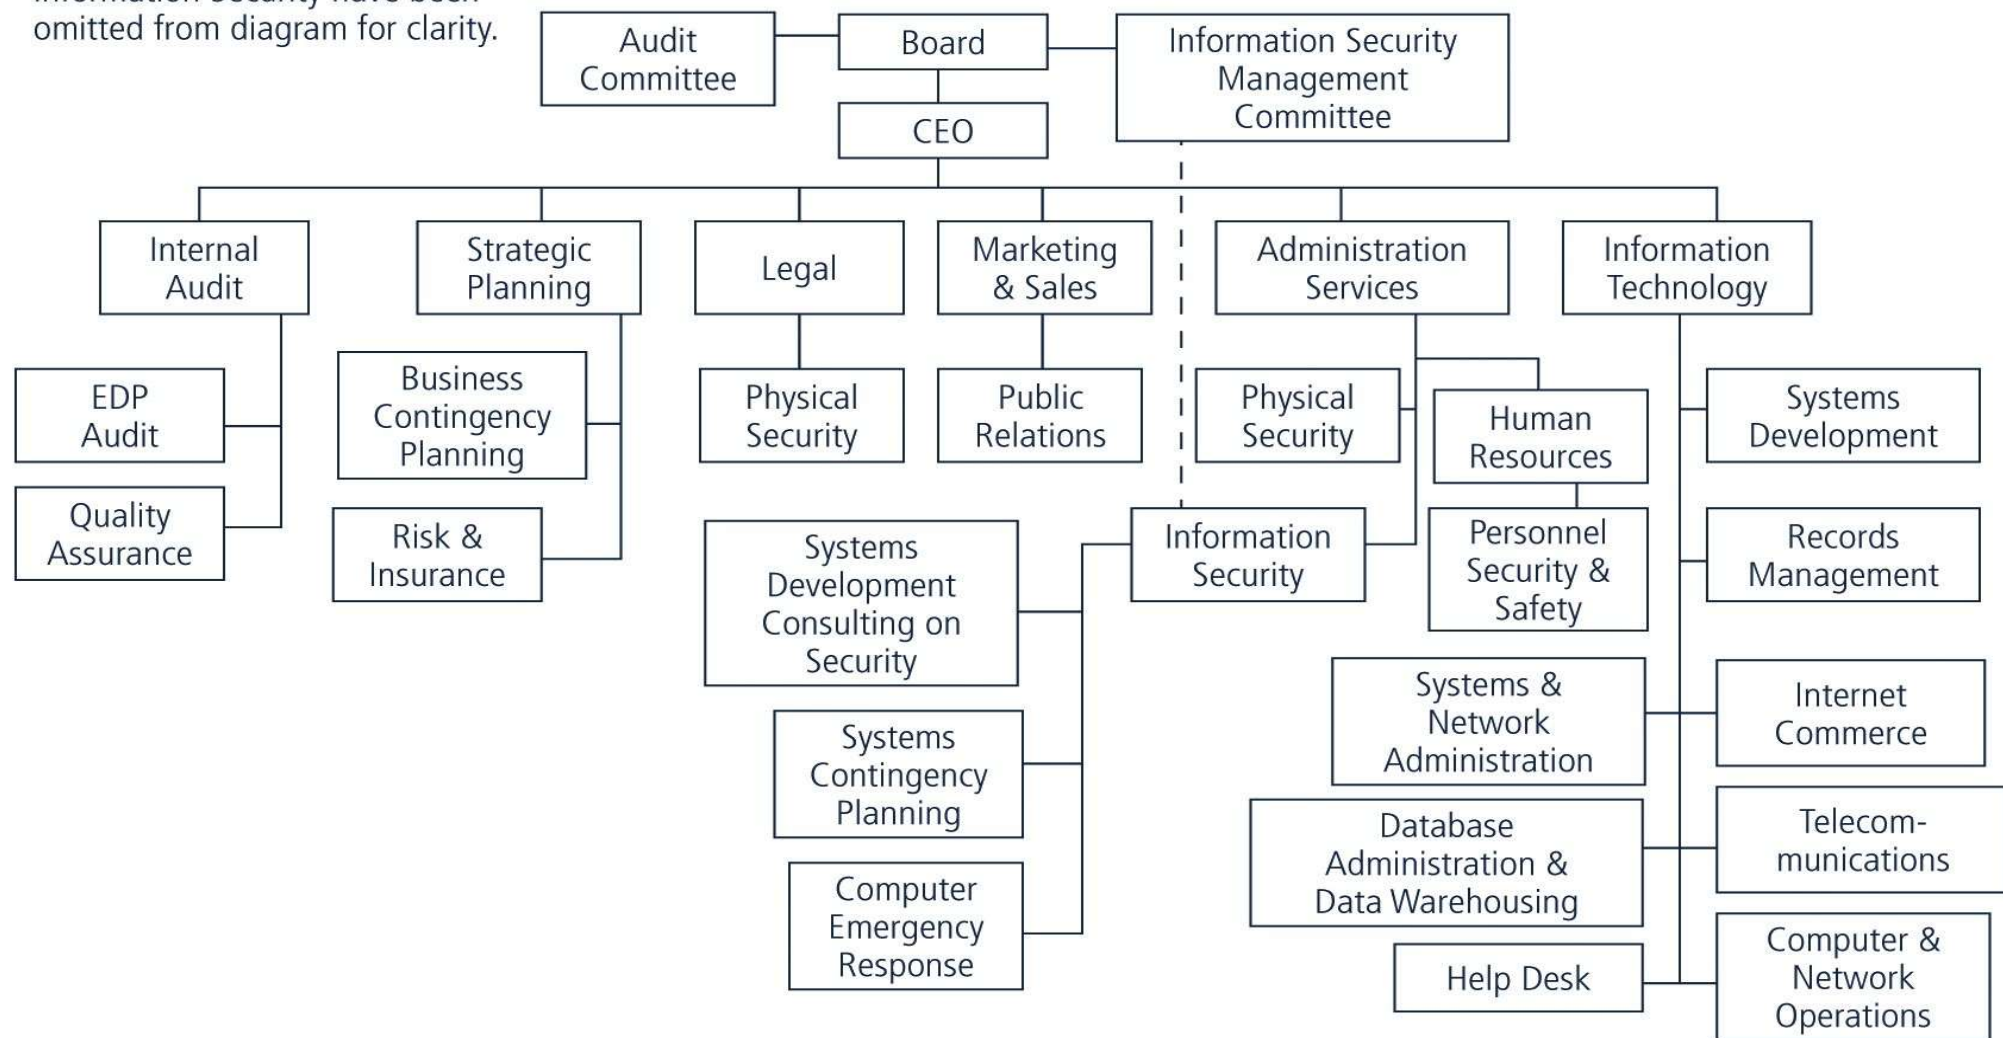 omitted from diagram for clarity.
Audit
Committee
Board
Information Security
Management
Committee
CEO
Internal
Audit
Strategic
Planning
Legal
Marketing
& Sales
Administration
Services
Information
Technology
EDP
Audit
Business
Contingency
Planning
Physical
Security
Public
Relations
Physical
Security
Human
Resources
Systems
Development
Quality
Assurance
Risk &
Insurance
Systems
Development
Consulting on
Security
Information
Security
Personnel
Security &
Safety
Records
Management
Systems &
Network
Administration
Internet
Commerce
Systems
Contingency
Planning
Database
Administration &
Data Warehousing
Telecom-
munications
Computer
Emergency
Response
Help Desk
Computer &
Network
Operations